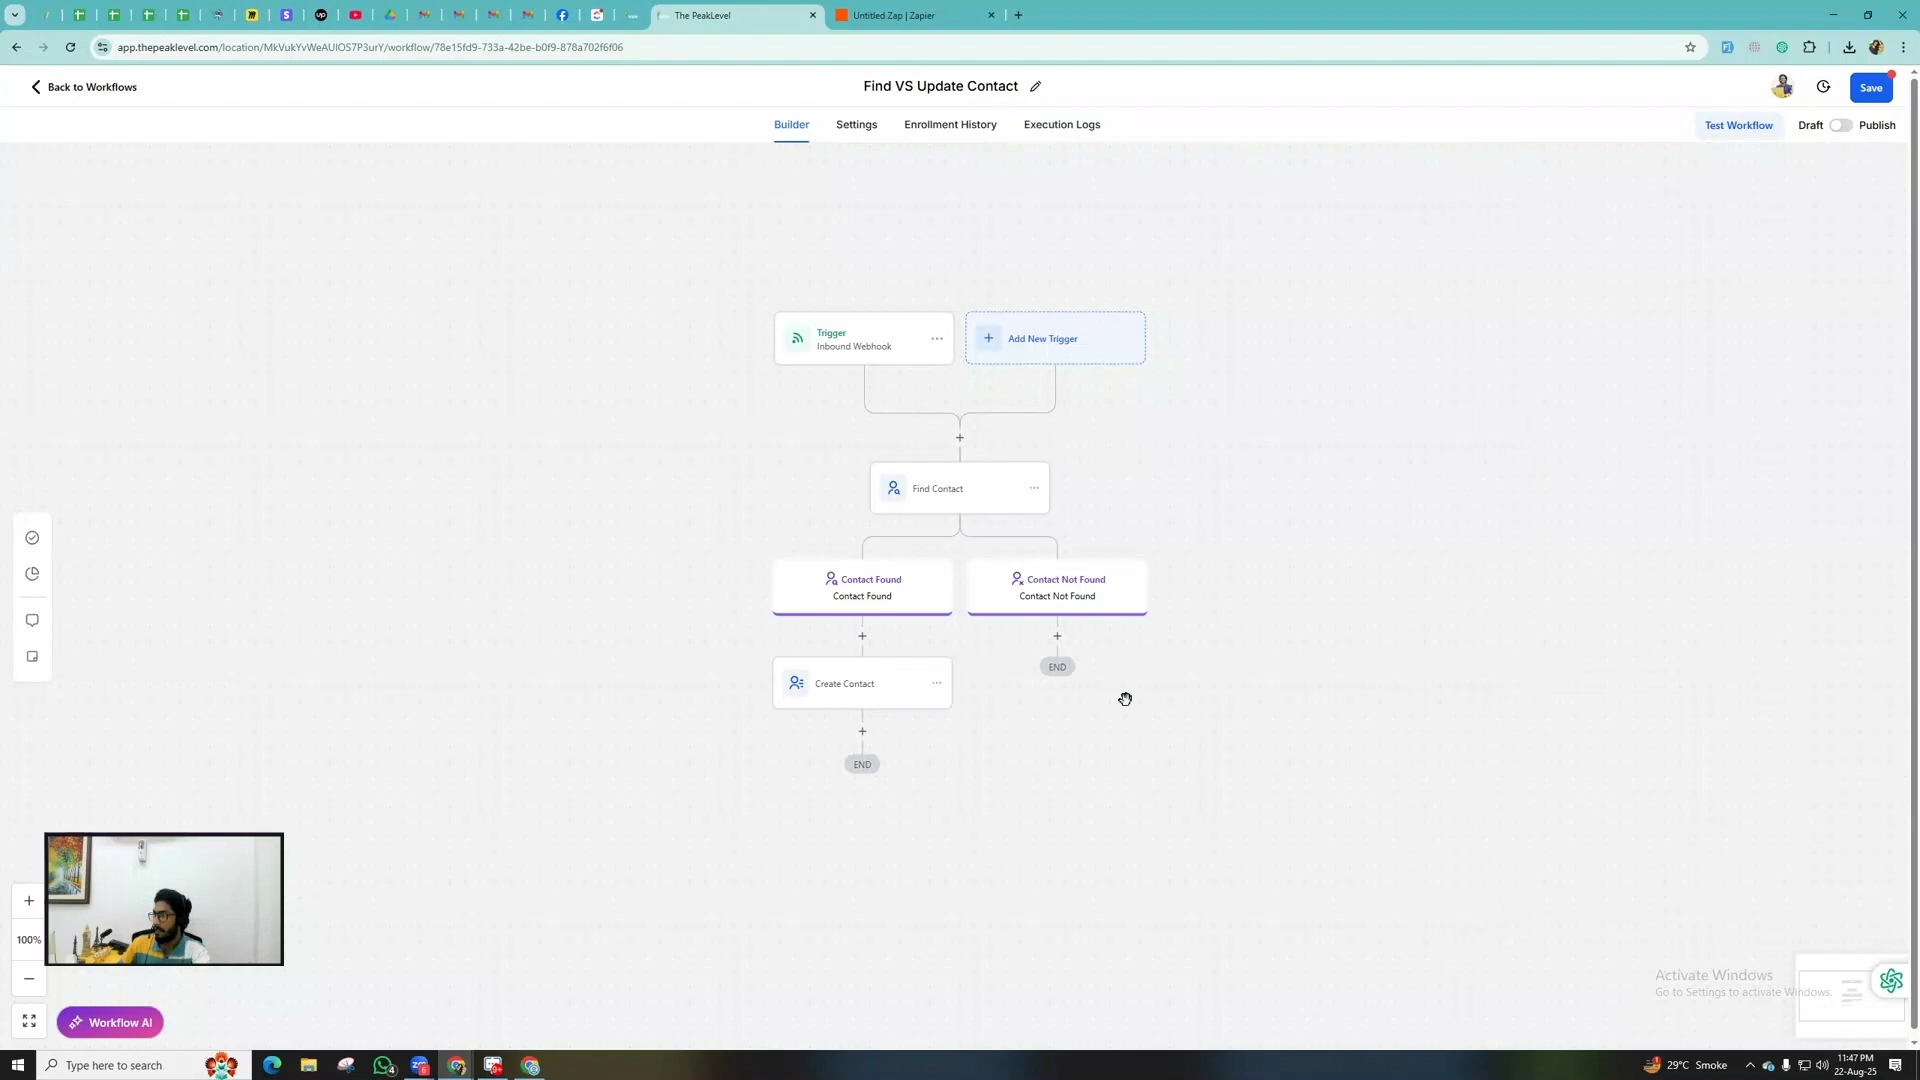 The PeakLevel
Untitled Zap | Zapier
app.thepeaklevel.com/location/MkVukYvWeAUlOS7P3urY/workflow/78e15fd9-733a-42be-b0f9-878a702f6f06
Back to Workflows
Find VS Update Contact
Save
Builder
Settings
Enrollment History
Execution Logs
Test Workflow
Draft
Publish
Trigger
Inbound Webhook
Add New Trigger
Find Contact
Contact Found
Contact Found
Contact Not Found
Contact Not Found
END
Create Contact
END
100%
Workflow AI
Activate Windows
Go to Settings to activate Windows.
Type here to search
29°C Smoke
11:47 PM
22-Aug-25